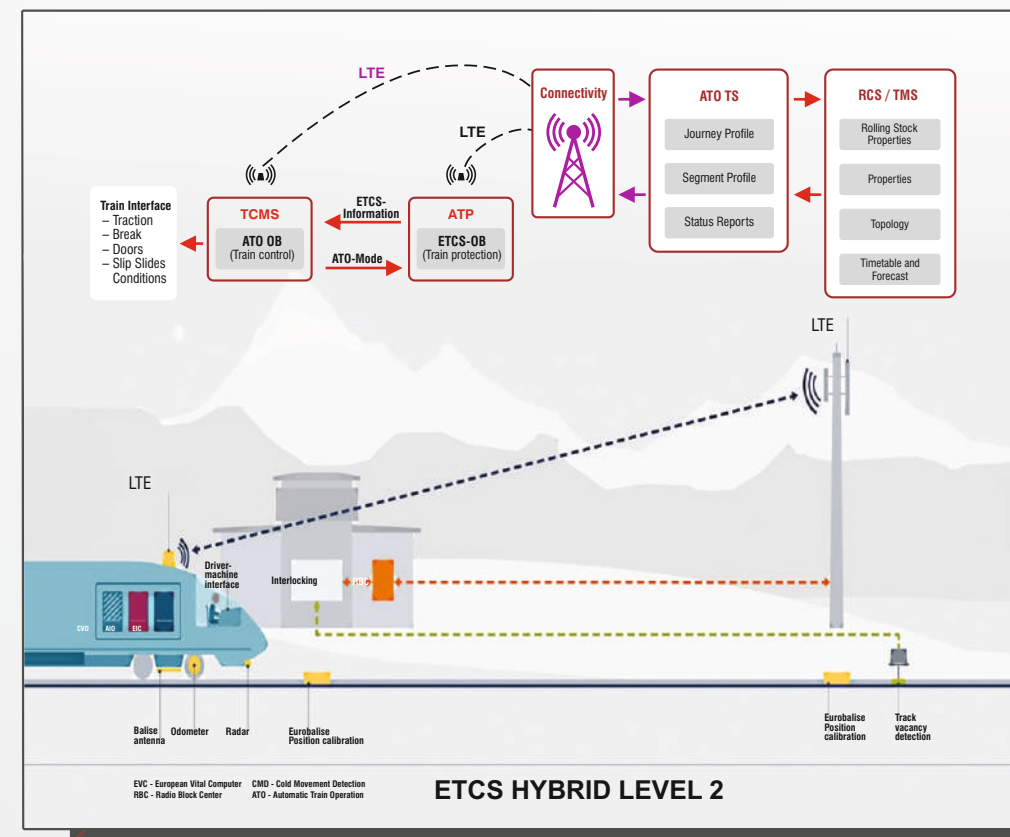 LTE
LTE
Connectivity
ATO TS
Journey Profile
Segment Profile
Status Reports
RCS / TMS
Rolling Stock
Properties
Properties
Topology
Timetable and
Forecast
Train Interface
– Traction
– Break
– Doors
– Slip Slides
Conditions
TCMS
ATO OB
(Train control)
ETCS-
Information
ATO-Mode
ATP
ETCS-OB
(Train protection)
LTE
LTE
Driver-
machine
interface
Interlocking
RBC
CVD
AIO
EIC
Balise
antenna
Odometer
Radar
Eurobalise
Position calibration
Eurobalise
Position
calibration
Track
vacancy
detection
EVC - European Vital Computer
RBC - Radio Block Center
CMD - Cold Movement Detection
ATO - Automatic Train Operation
ETCS HYBRID LEVEL 2